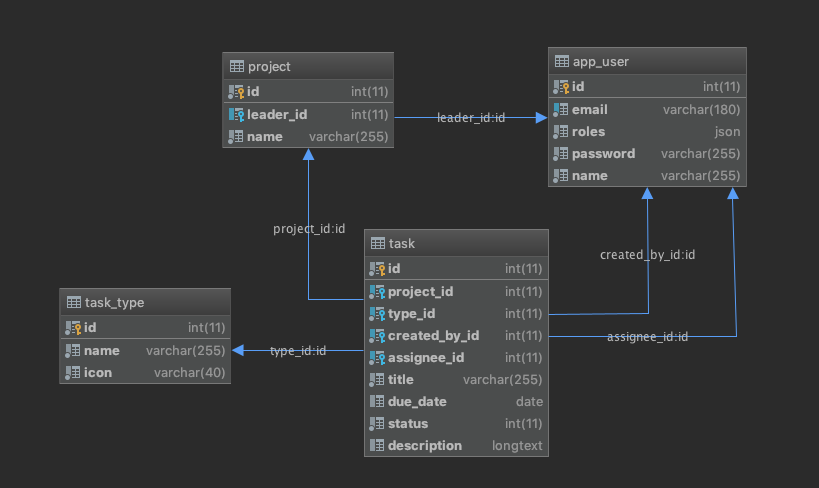 project
id int(11)
leader_id int(11)
name varchar(255)
leader_id:id
app_user
id int(11)
email varchar(180)
roles json
password varchar(255)
name varchar(255)
project_id:id
created_by_id:id
assignee_id:id
task
id int(11)
project_id int(11)
type_id int(11)
created_by_id int(11)
assignee_id int(11)
title varchar(255)
due_date date
status int(11)
description longtext
type_id:id
task_type
id int(11)
name varchar(255)
icon varchar(40)